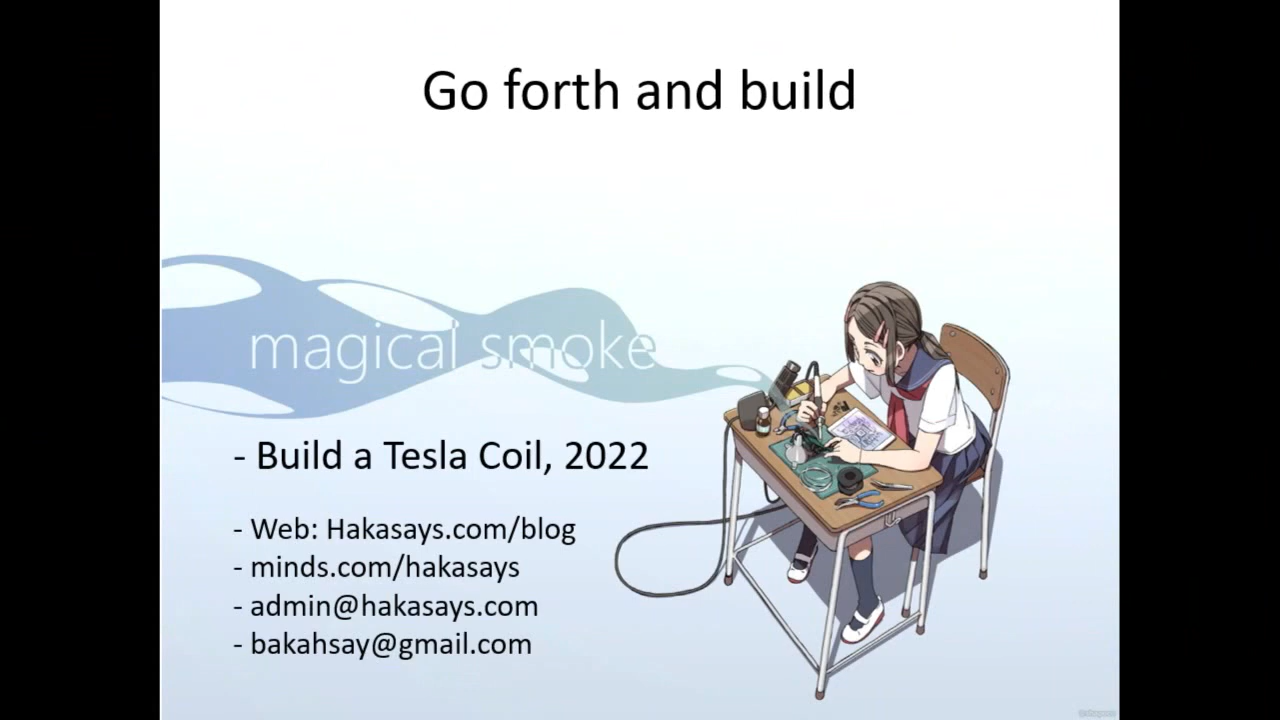 Go forth and build
magical smoke
- Build a Tesla Coil, 2022
- Web: Hakasays.com/blog
- minds.com/hakasays
- admin@hakasays.com
- bakahsay@gmail.com